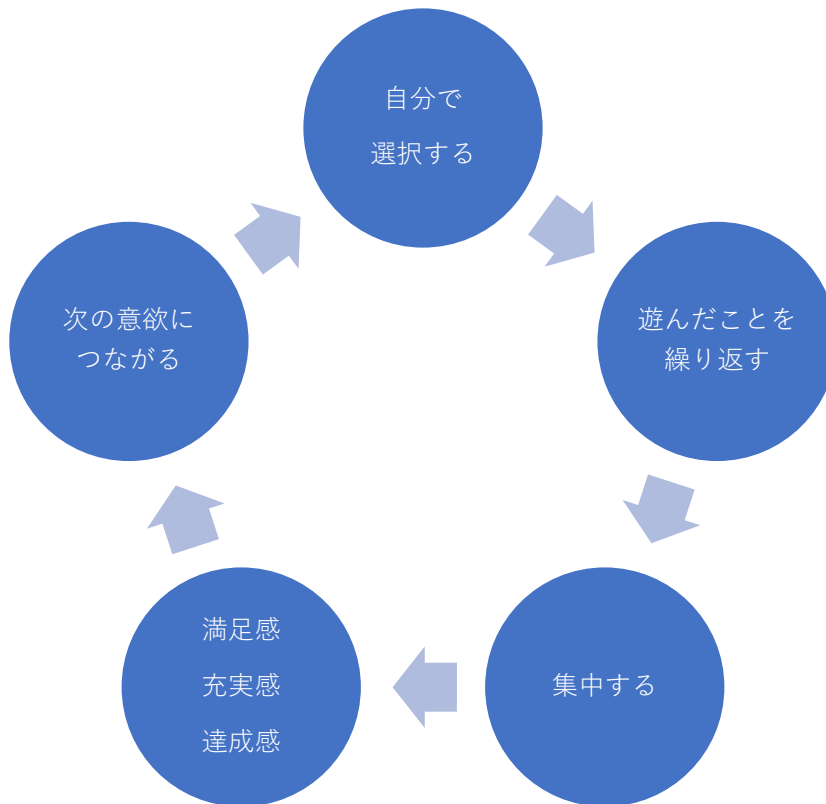 自分で
選択する
遊んだことを
繰り返す
集中する
満足感
充実感
達成感
次の意欲に
つながる